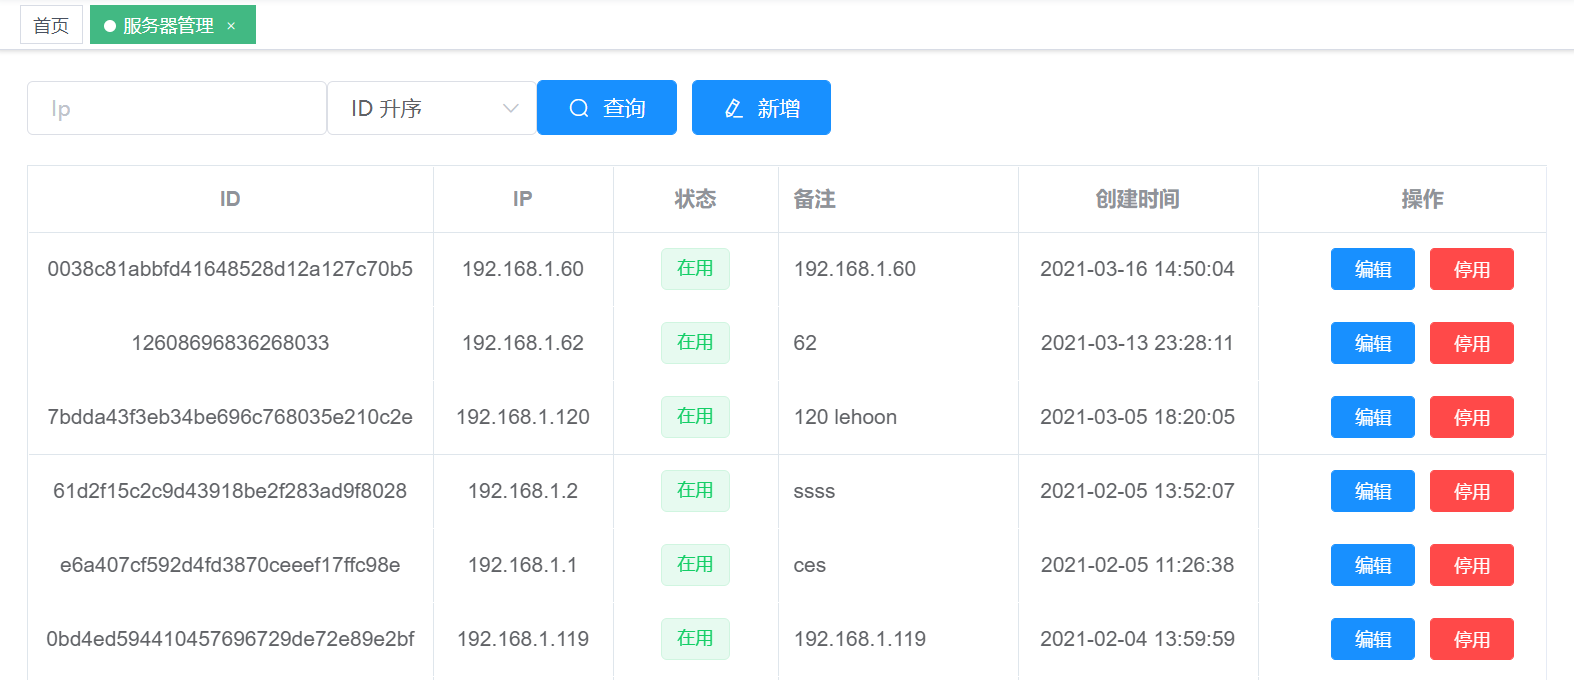 首页 服务器管理 ×
Ip ID 升序 查询 新增
ID IP 状态 备注 创建时间 操作
0038c81abbfd41648528d12a127c70b5 192.168.1.60 在用 192.168.1.60 2021-03-16 14:50:04 编辑 停用
12608696836268033 192.168.1.62 在用 62 2021-03-13 23:28:11 编辑 停用
7bdda43f3eb34be696c768035e210c2e 192.168.1.120 在用 120 lehoon 2021-03-05 18:20:05 编辑 停用
61d2f15c2c9d43918be2f283ad9f8028 192.168.1.2 在用 ssss 2021-02-05 13:52:07 编辑 停用
e6a407cf592d4fd3870ceeef17ffc98e 192.168.1.1 在用 ces 2021-02-05 11:26:38 编辑 停用
0bd4ed594410457696729de72e89e2bf 192.168.1.119 在用 192.168.1.119 2021-02-04 13:59:59 编辑 停用